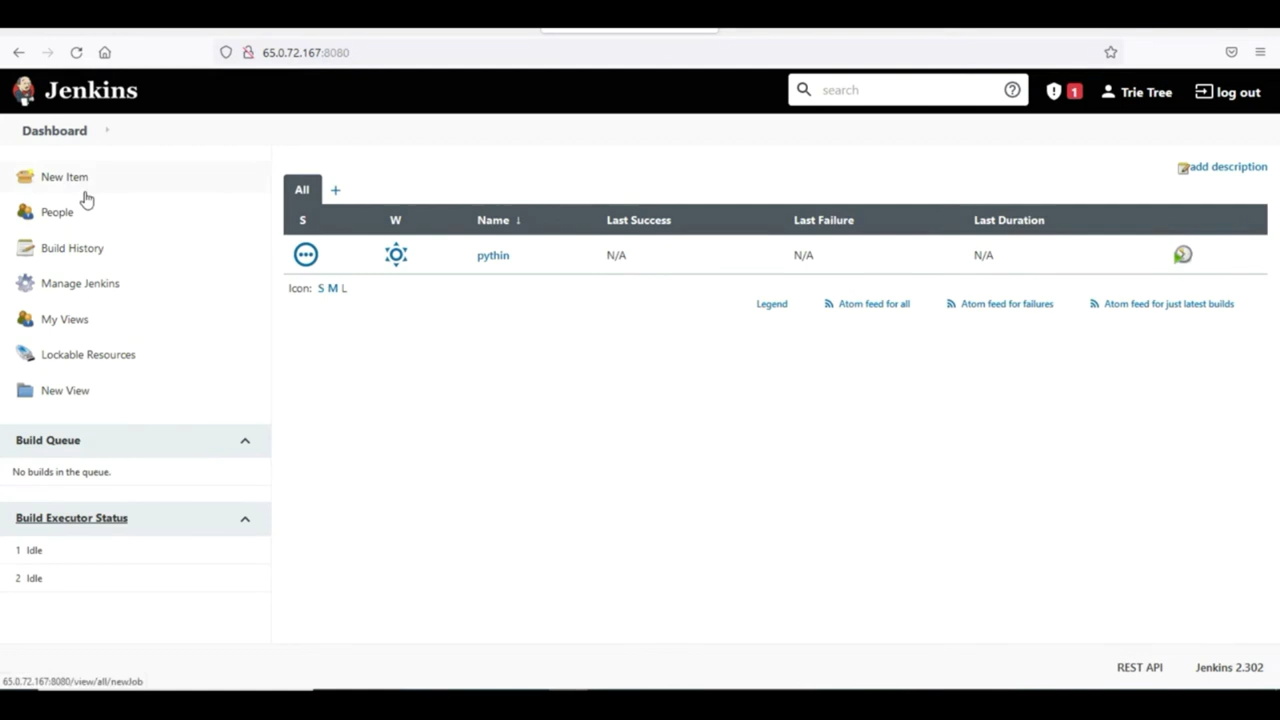 65.0.72.167:8080
Jenkins
search
1
Trie Tree
log out
Dashboard
New Item
People
Build History
Manage Jenkins
My Views
Lockable Resources
New View
Build Queue
No builds in the queue.
Build Executor Status
1 Idle
2 Idle
add description
All +
S W Name ↓ Last Success Last Failure Last Duration
pythin N/A N/A N/A
Icon: S M L
Legend Atom feed for all Atom feed for failures Atom feed for just latest builds
REST API Jenkins 2.302
65.0.72.167:8080/view/all/newJob